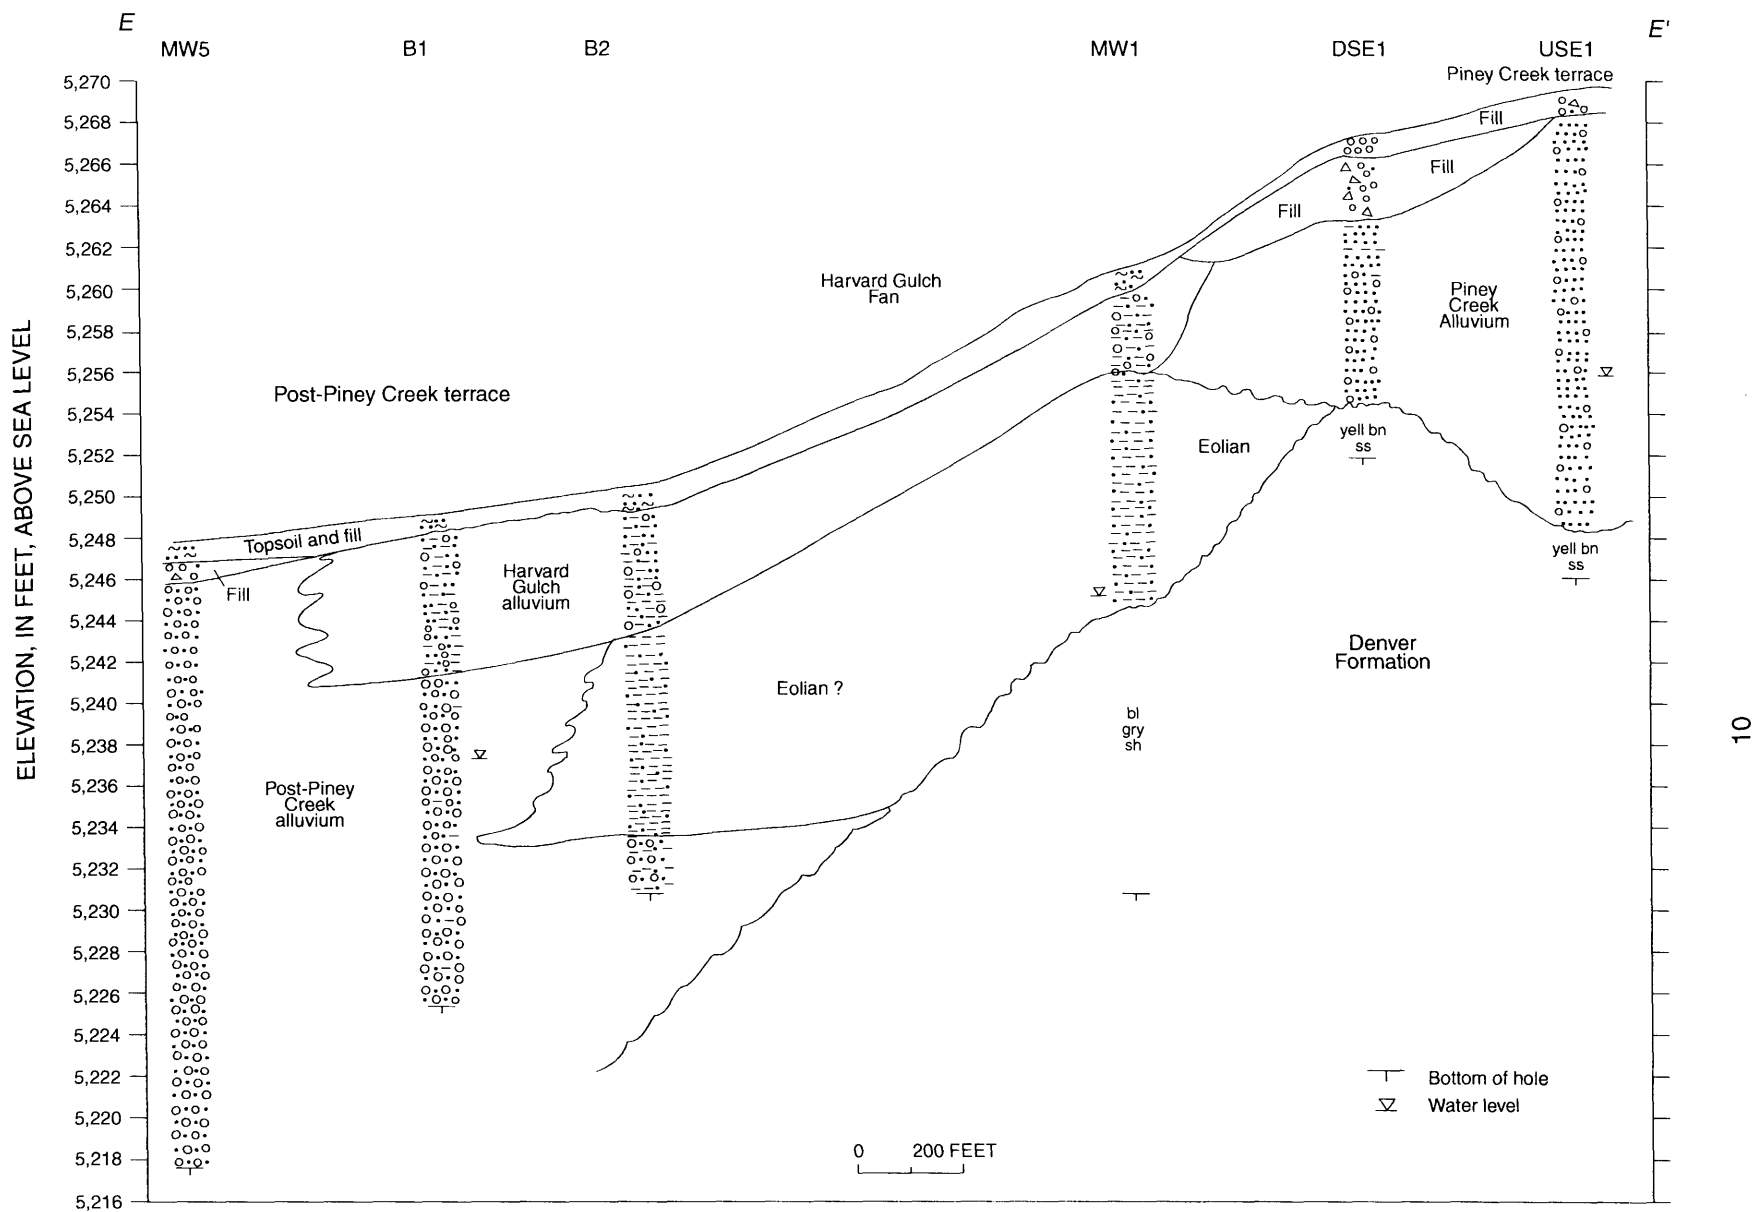 E
E'
MW5
B1
B2
MW1
DSE1
USE1
Piney Creek terrace
5,270
5,268
5,266
5,264
5,262
5,260
5,258
5,256
5,254
5,252
5,250
5,248
5,246
5,244
5,242
5,240
5,238
5,236
5,234
5,232
5,230
5,228
5,226
5,224
5,222
5,220
5,218
5,216
ELEVATION, IN FEET, ABOVE SEA LEVEL
Fill
Fill
Fill
Harvard Gulch
Fan
Piney
Creek
Alluvium
Post-Piney Creek terrace
yell bn
ss
Eolian
Topsoil and fill
yell bn
ss
Fill
Harvard
Gulch
alluvium
Denver
Formation
Eolian ?
bl
gry
sh
Post-Piney
Creek
alluvium
10
Bottom of hole
Water level
0 200 FEET